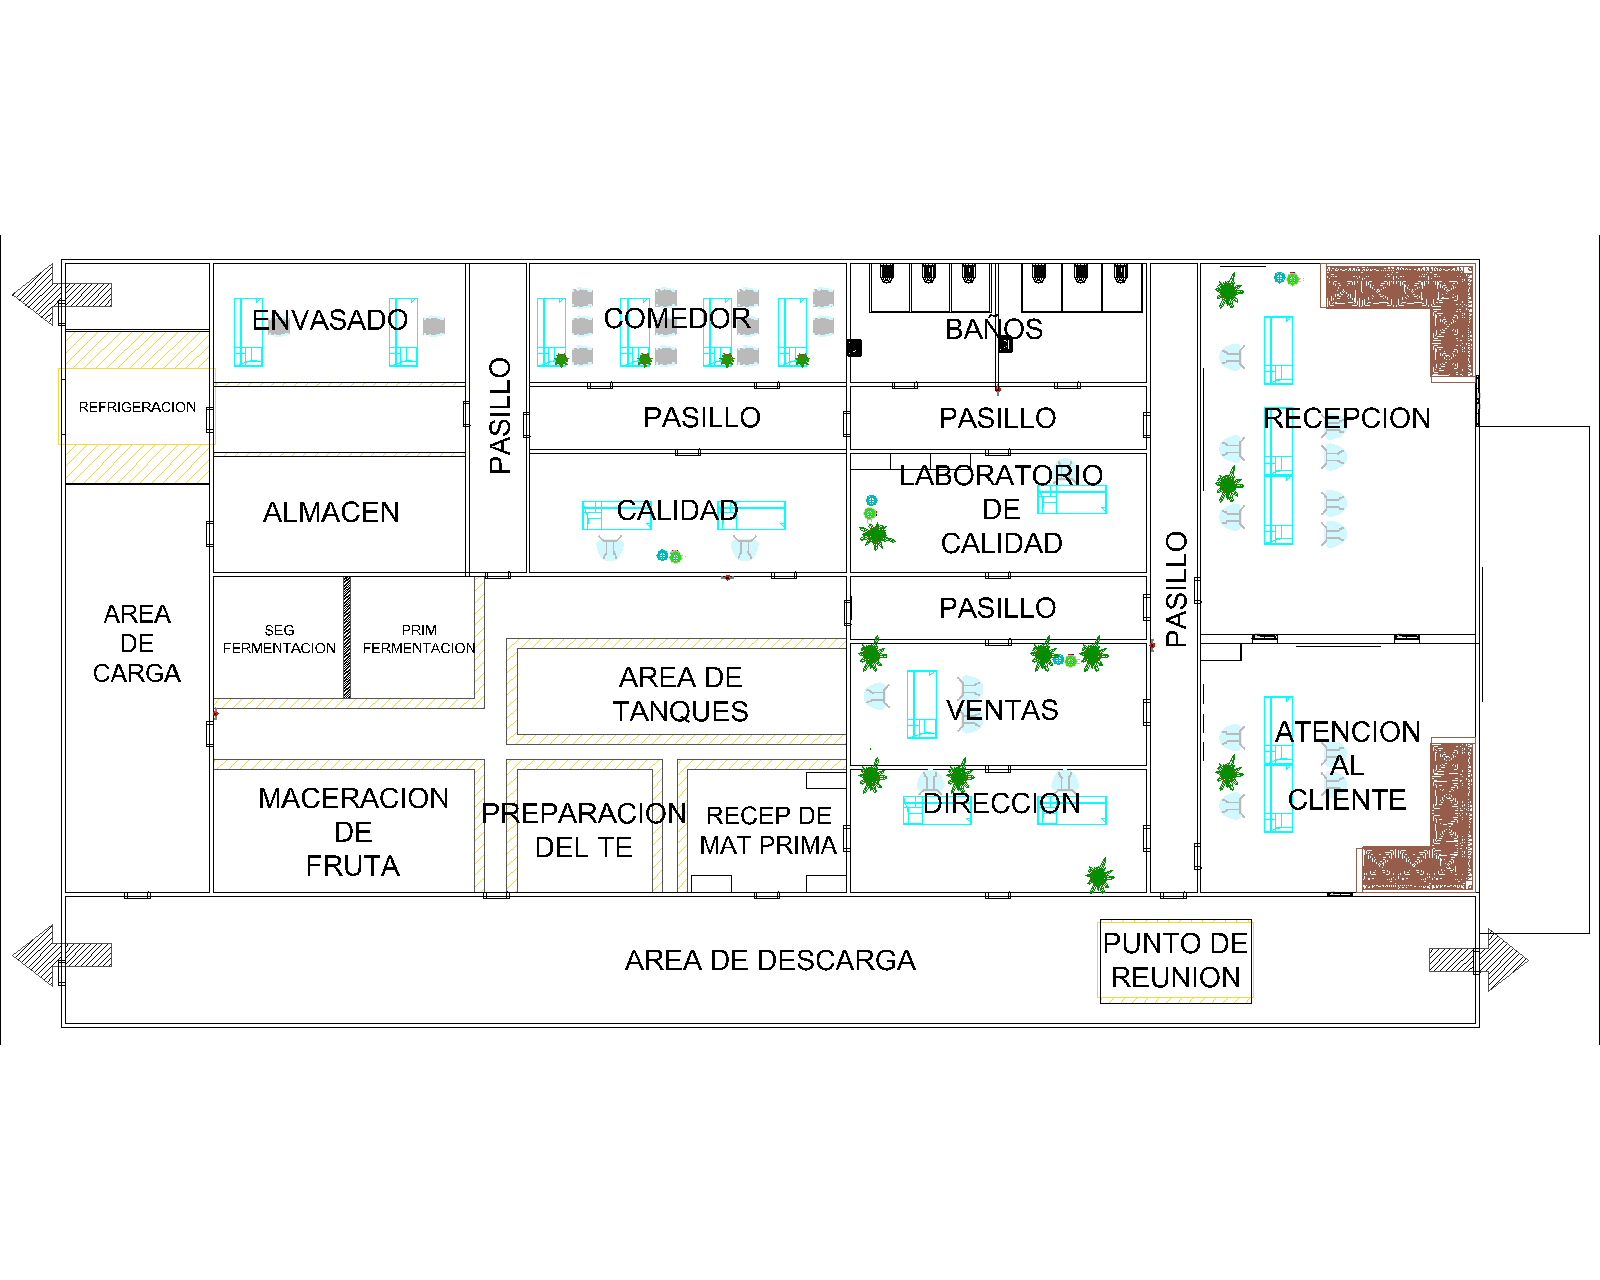 ENVASADO
COMEDOR
BAÑOS
REFRIGERACION
PASILLO
PASILLO
PASILLO
RECEPCION
ALMACEN
CALIDAD
LABORATORIO
DE
CALIDAD
PASILLO
PASILLO
AREA
DE
CARGA
SEG
FERMENTACION
PRIM
FERMENTACION
AREA DE
TANQUES
VENTAS
ATENCION
AL
CLIENTE
MACERACION
DE
FRUTA
PREPARACION
DEL TE
RECEP DE
MAT PRIMA
DIRECCION
AREA DE DESCARGA
PUNTO DE
REUNION